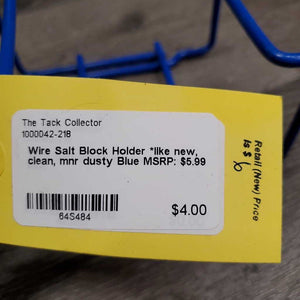 The Tack Collector
1000042-218
Wire Salt Block Holder *like new,
clean, mnr dusty Blue MSRP: $5.99
64S484
$4.00
Retail (New) Price
is $ 6